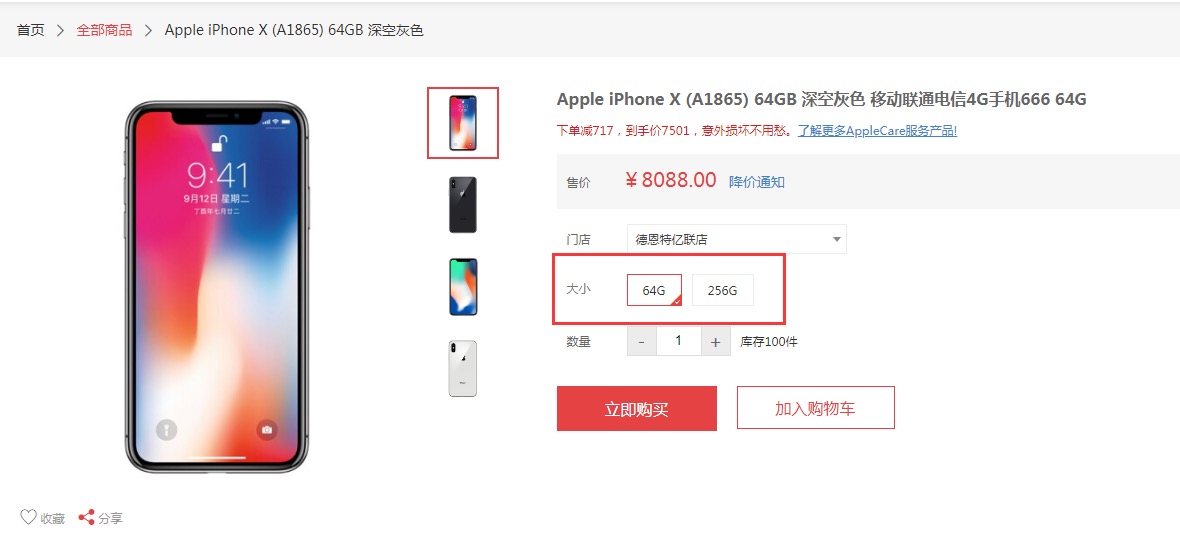 首页 > 全部商品 > Apple iPhone X (A1865) 64GB 深空灰色
9:41
9月12日 星期二
丁酉年七月廿二
Apple iPhone X (A1865) 64GB 深空灰色 移动联通电信4G手机666 64G
下单减717，到手价7501，意外损坏不用愁。了解更多AppleCare服务产品!
售价 ¥ 8088.00 降价通知
门店 德恩特亿联店
大小 64G 256G
数量 - 1 + 库存100件
立即购买 加入购物车
收藏 分享